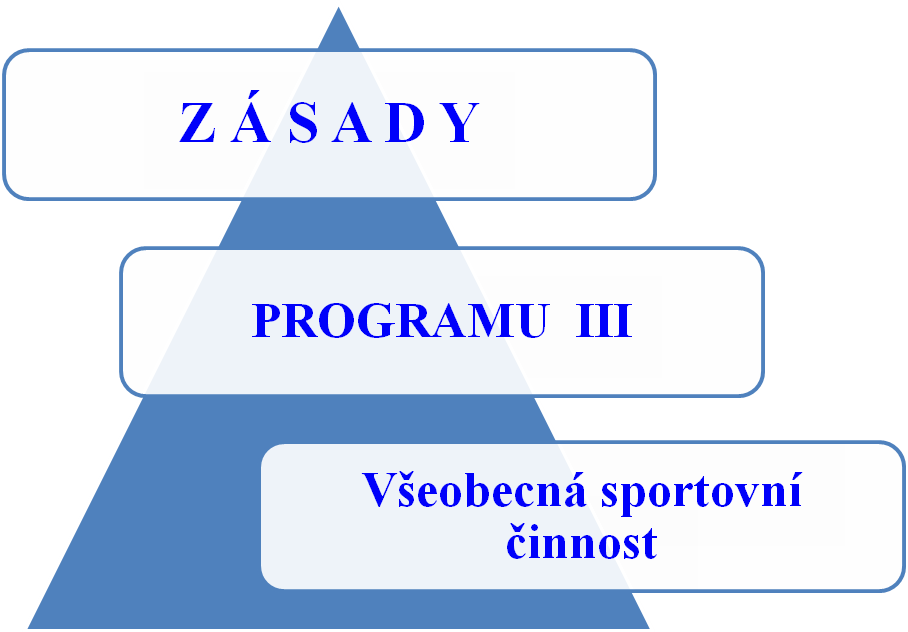 Z Á S A D Y
PROGRAMU III
Všeobecná sportovní
činnost